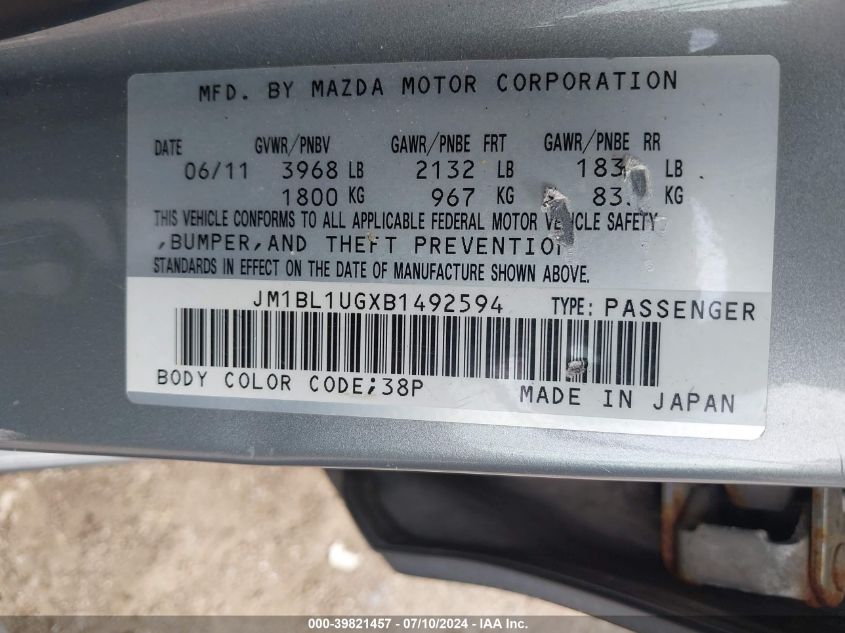 MFD. BY MAZDA MOTOR CORPORATION
DATE GVWR/PNBV GAWR/PNBE FRT GAWR/PNBE RR
06/11 3968 LB 2132 LB LB
1800 KG 967 KG KG
THIS VEHICLE CONFORMS TO ALL APPLICABLE FEDERAL MOTOR VEHICLE SAFETY
,BUMPER,AND THEFT PREVENTION
STANDARDS IN EFFECT ON THE DATE OF MANUFACTURE SHOWN ABOVE.
JM1BL1UGXB1492594 TYPE: PASSENGER
BODY COLOR CODE;38P MADE IN JAPAN
000-39821457 - 07/10/2024 - IAA Inc.